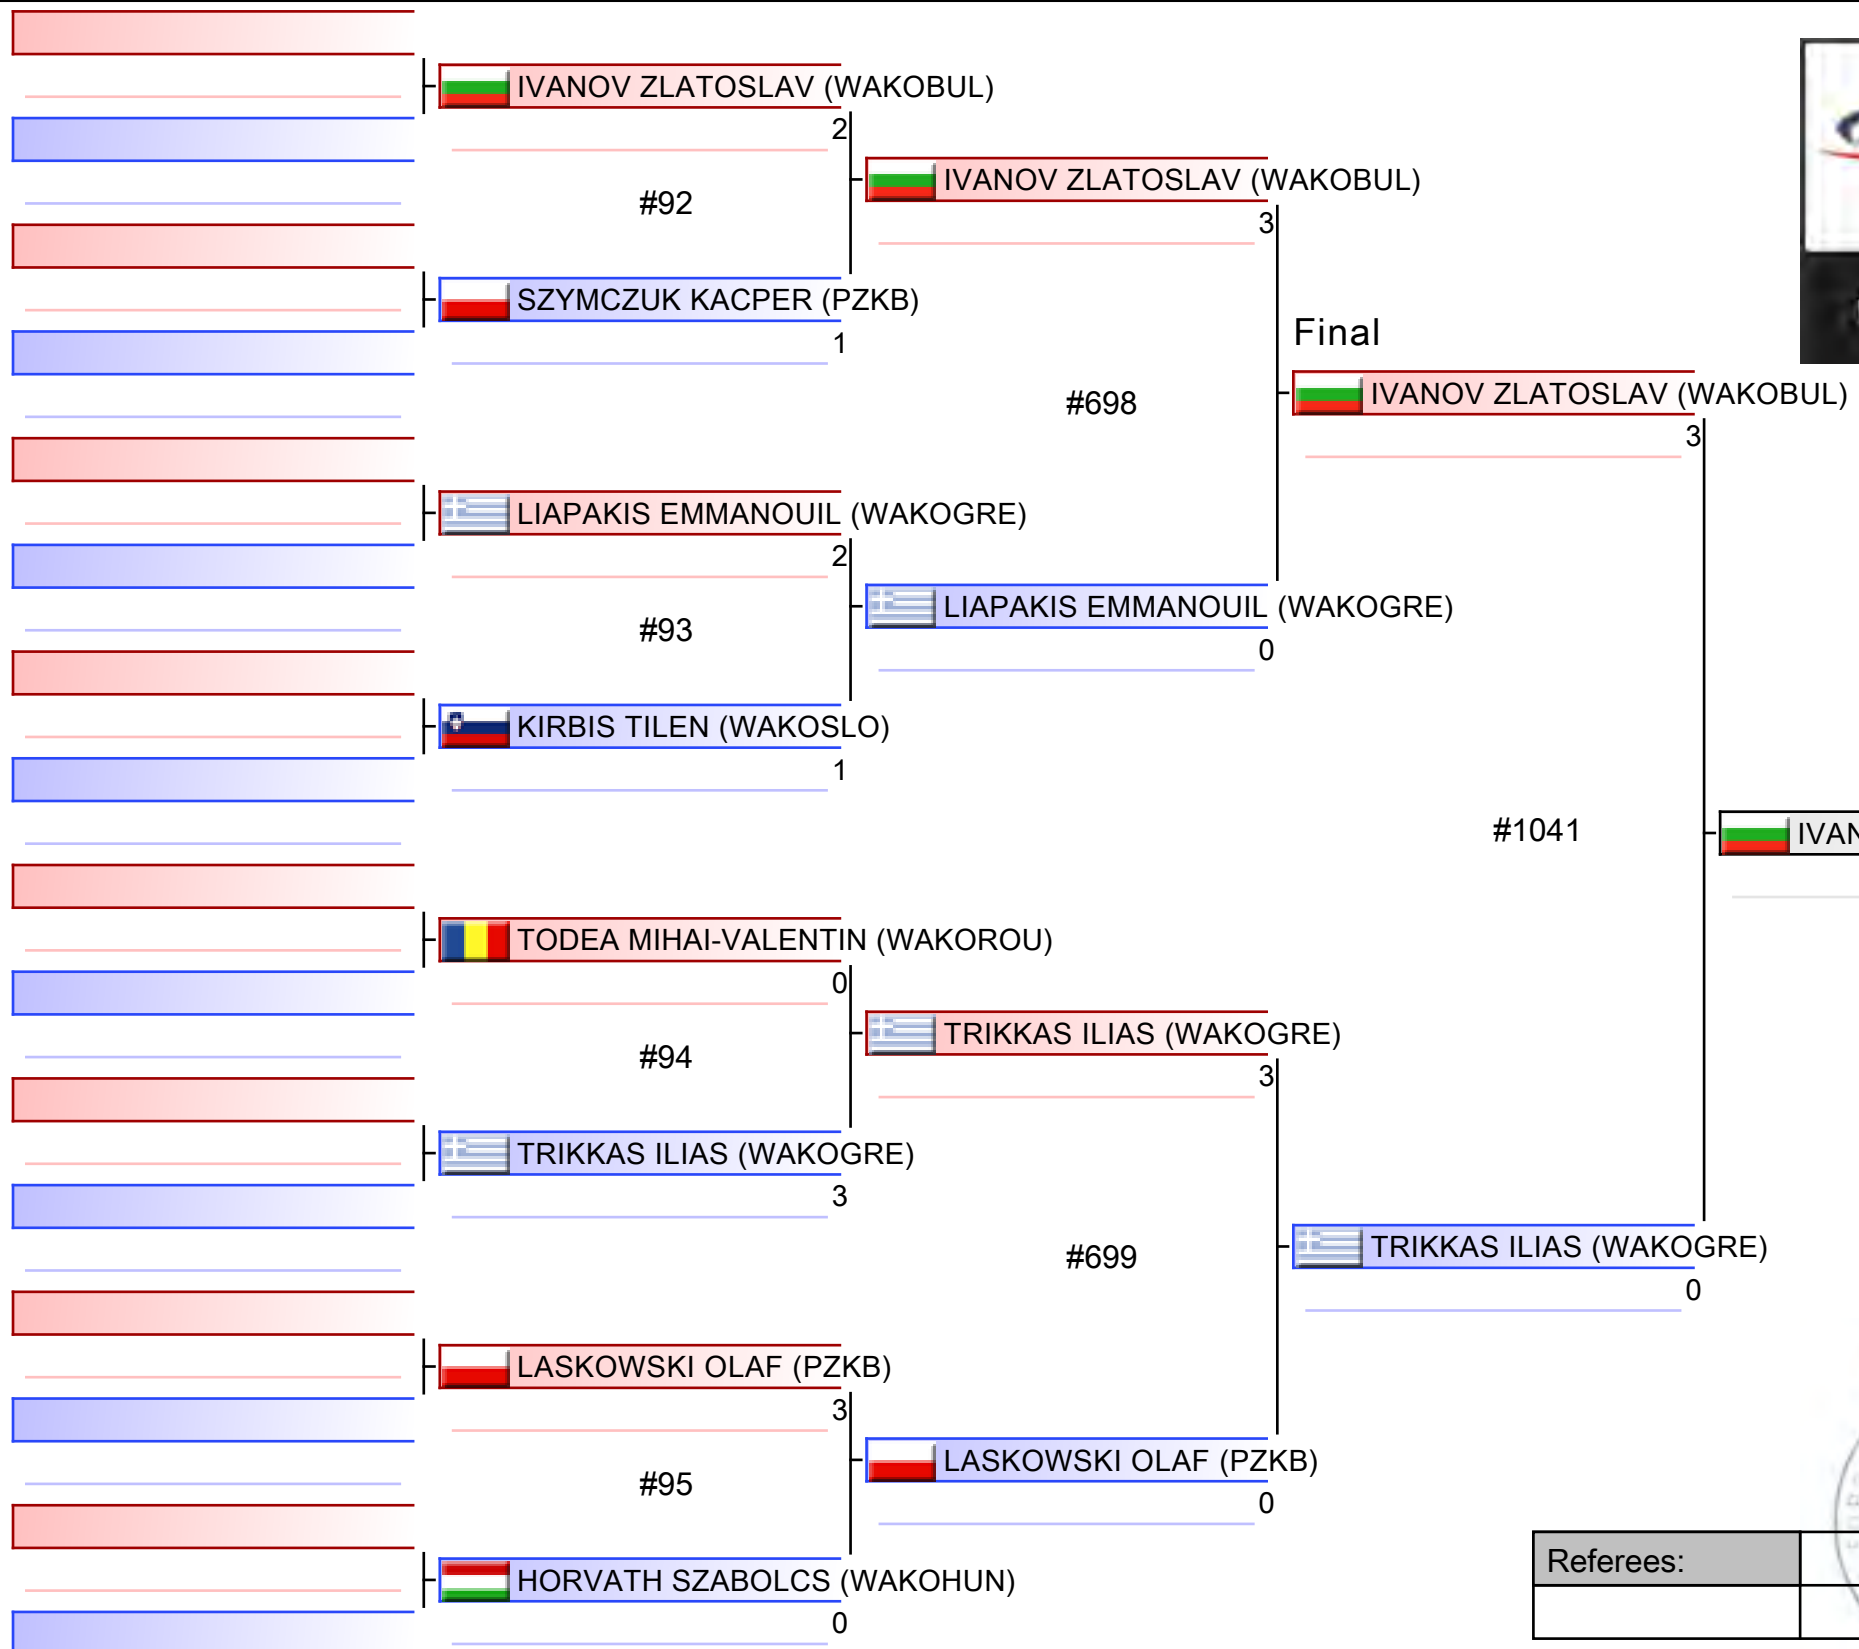 IVANOV ZLATOSLAV (WAKOBUL)
2
#92
SZYMCZUK KACPER (PZKB)
1
LIAPAKIS EMMANOUIL (WAKOGRE)
2
#93
KIRBIS TILEN (WAKOSLO)
1
TODEA MIHAI-VALENTIN (WAKOROU)
0
#94
TRIKKAS ILIAS (WAKOGRE)
3
LASKOWSKI OLAF (PZKB)
3
#95
HORVATH SZABOLCS (WAKOHUN)
0
IVANOV ZLATOSLAV (WAKOBUL)
3
#698
LIAPAKIS EMMANOUIL (WAKOGRE)
0
TRIKKAS ILIAS (WAKOGRE)
3
#699
LASKOWSKI OLAF (PZKB)
0
Final
IVANOV ZLATOSLAV (WAKOBUL)
3
#1041
TRIKKAS ILIAS (WAKOGRE)
0
IVAN
Referees: